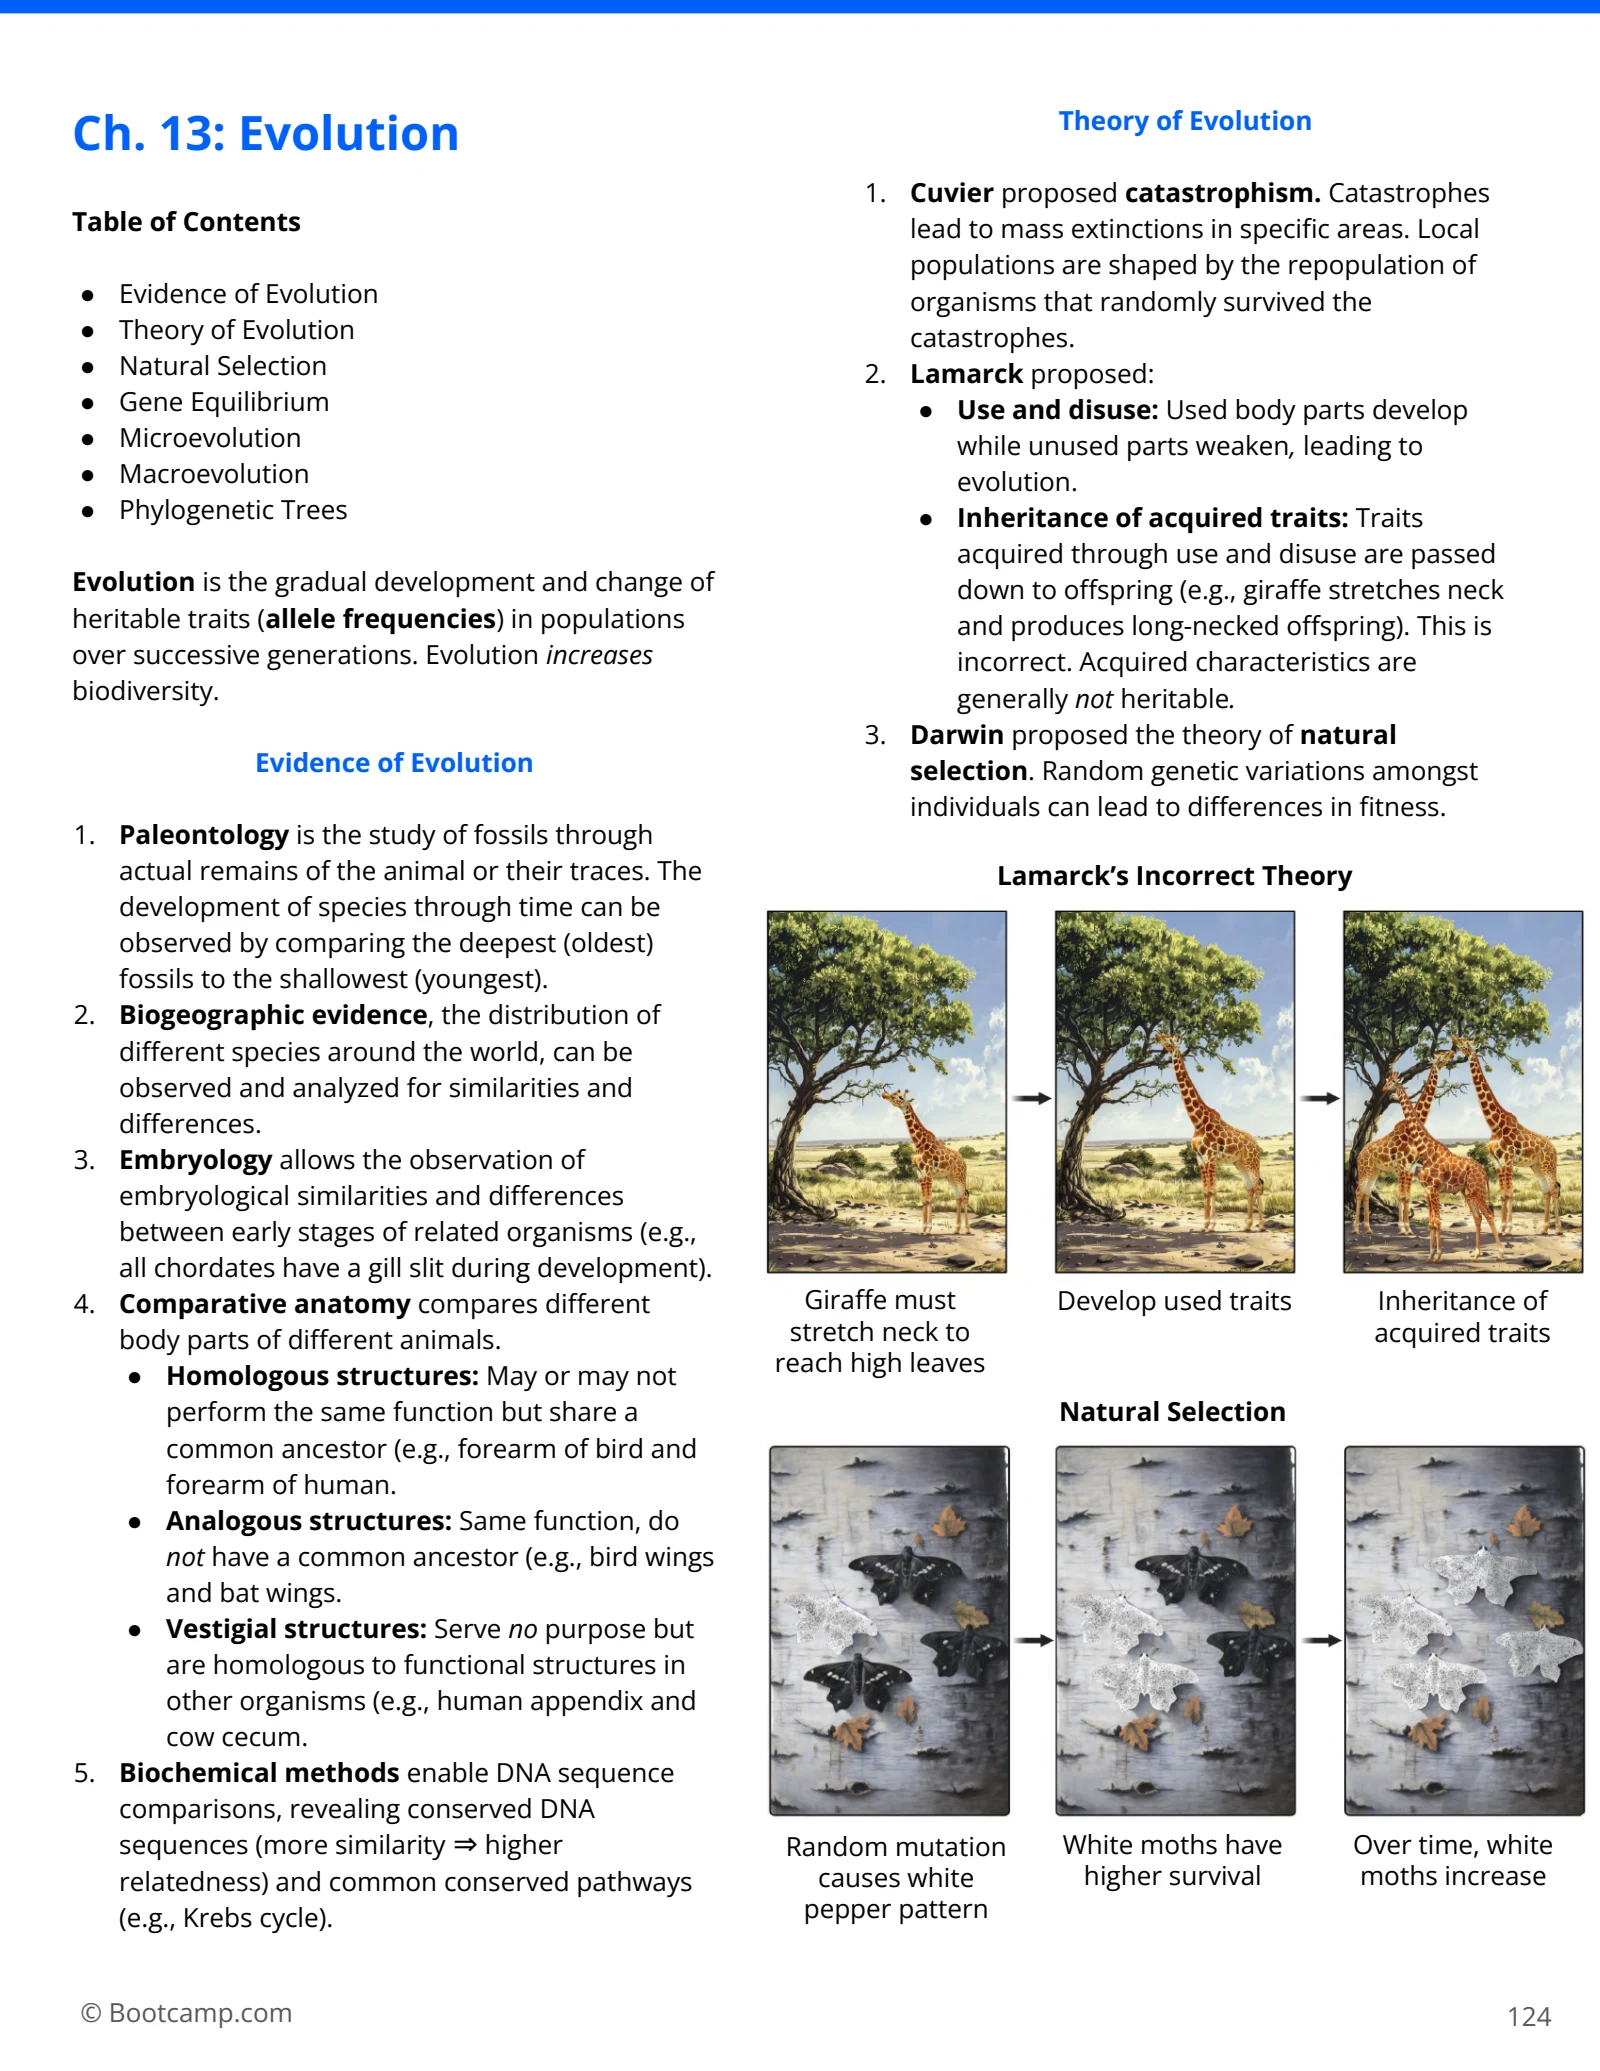 Ch. 13: Evolution
Table of Contents
● Evidence of Evolution
● Theory of Evolution
● Natural Selection
● Gene Equilibrium
● Microevolution
● Macroevolution
● Phylogenetic Trees
Evolution is the gradual development and change of
heritable traits (allele frequencies) in populations
over successive generations. Evolution increases
biodiversity.
Evidence of Evolution
1. Paleontology is the study of fossils through
actual remains of the animal or their traces. The
development of species through time can be
observed by comparing the deepest (oldest)
fossils to the shallowest (youngest).
2. Biogeographic evidence, the distribution of
different species around the world, can be
observed and analyzed for similarities and
differences.
3. Embryology allows the observation of
embryological similarities and differences
between early stages of related organisms (e.g.,
all chordates have a gill slit during development).
4. Comparative anatomy compares different
body parts of different animals.
● Homologous structures: May or may not
perform the same function but share a
common ancestor (e.g., forearm of bird and
forearm of human.
● Analogous structures: Same function, do
not have a common ancestor (e.g., bird wings
and bat wings.
● Vestigial structures: Serve no purpose but
are homologous to functional structures in
other organisms (e.g., human appendix and
cow cecum.
5. Biochemical methods enable DNA sequence
comparisons, revealing conserved DNA
sequences (more similarity ⇒ higher
relatedness) and common conserved pathways
(e.g., Krebs cycle).
Theory of Evolution
1. Cuvier proposed catastrophism. Catastrophes
lead to mass extinctions in specific areas. Local
populations are shaped by the repopulation of
organisms that randomly survived the
catastrophes.
2. Lamarck proposed:
● Use and disuse: Used body parts develop
while unused parts weaken, leading to
evolution.
● Inheritance of acquired traits: Traits
acquired through use and disuse are passed
down to offspring (e.g., giraffe stretches neck
and produces long-necked offspring). This is
incorrect. Acquired characteristics are
generally not heritable.
3. Darwin proposed the theory of natural
selection. Random genetic variations amongst
individuals can lead to differences in fitness.
Lamarck’s Incorrect Theory
Giraffe must
stretch neck to
reach high leaves
Develop used traits
Inheritance of
acquired traits
Natural Selection
Random mutation
causes white
pepper pattern
White moths have
higher survival
Over time, white
moths increase
© Bootcamp.com
124